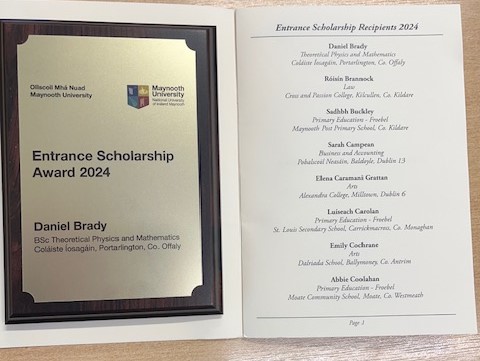 Ollscoil Mhá Nuad
Maynooth University
Maynooth
University
National University
of Ireland Maynooth
Entrance Scholarship
Award 2024
Daniel Brady
BSc Theoretical Physics and Mathematics
Coláiste Íosagáin, Portarlington, Co. Offaly
Entrance Scholarship Recipients 2024
Daniel Brady
Theoretical Physics and Mathematics
Coláiste Íosagáin, Portarlington, Co. Offaly
Róisin Brannock
Law
Cross and Passion College, Kilcullen, Co. Kildare
Sadhbh Buckley
Primary Education - Froebel
Maynooth Post Primary School, Co. Kildare
Sarah Campean
Business and Accounting
Pobalscoil Neasáin, Baldoyle, Dublin 13
Elena Caramani Grattan
Arts
Alexandra College, Milltown, Dublin 6
Luiseach Carolan
Primary Education - Froebel
St. Louis Secondary School, Carrickmacross, Co. Monaghan
Emily Cochrane
Arts
Dalriada School, Ballymoney, Co. Antrim
Abbie Coolahan
Primary Education - Froebel
Moate Community School, Moate, Co. Westmeath
Page 3